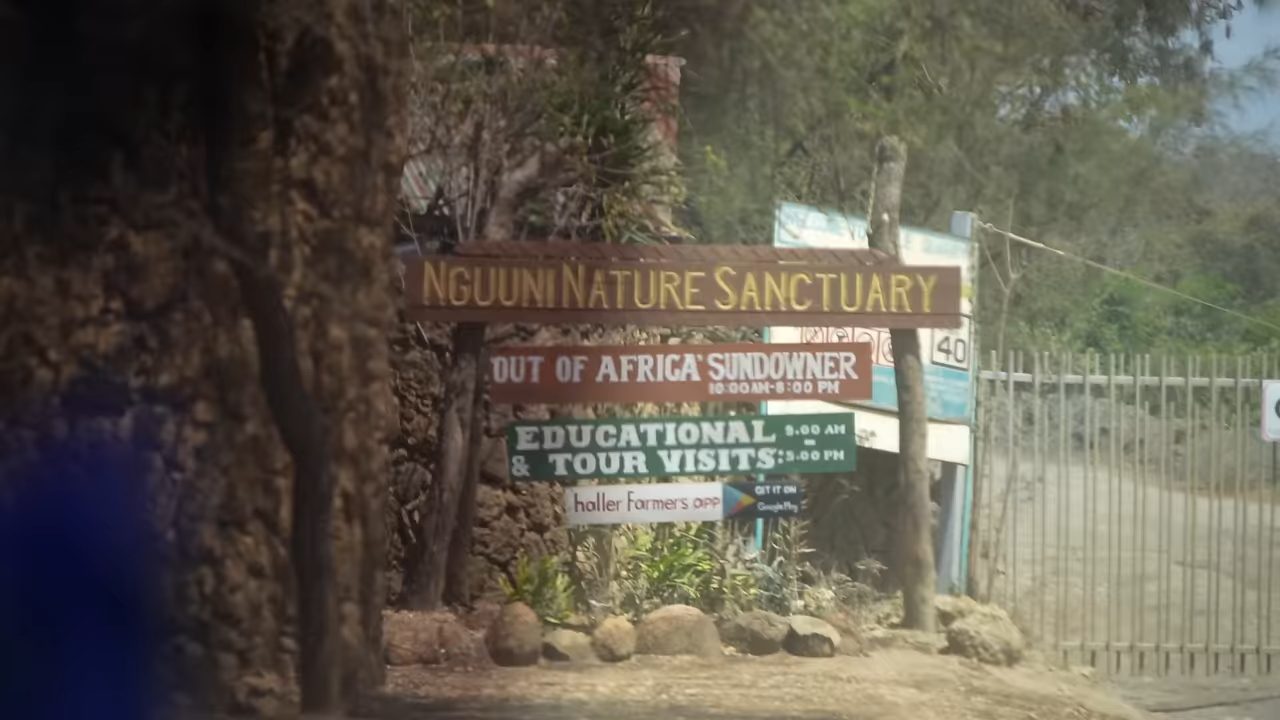 NGUUNI NATURE SANCTUARY
'OUT OF AFRICA' SUNDOWNER
10:00 AM-8:00 PM
40
EDUCATIONAL 8.00 AM
-
& TOUR VISITS: 5.00 PM
haller Farmers app GET IT ON
Google Play